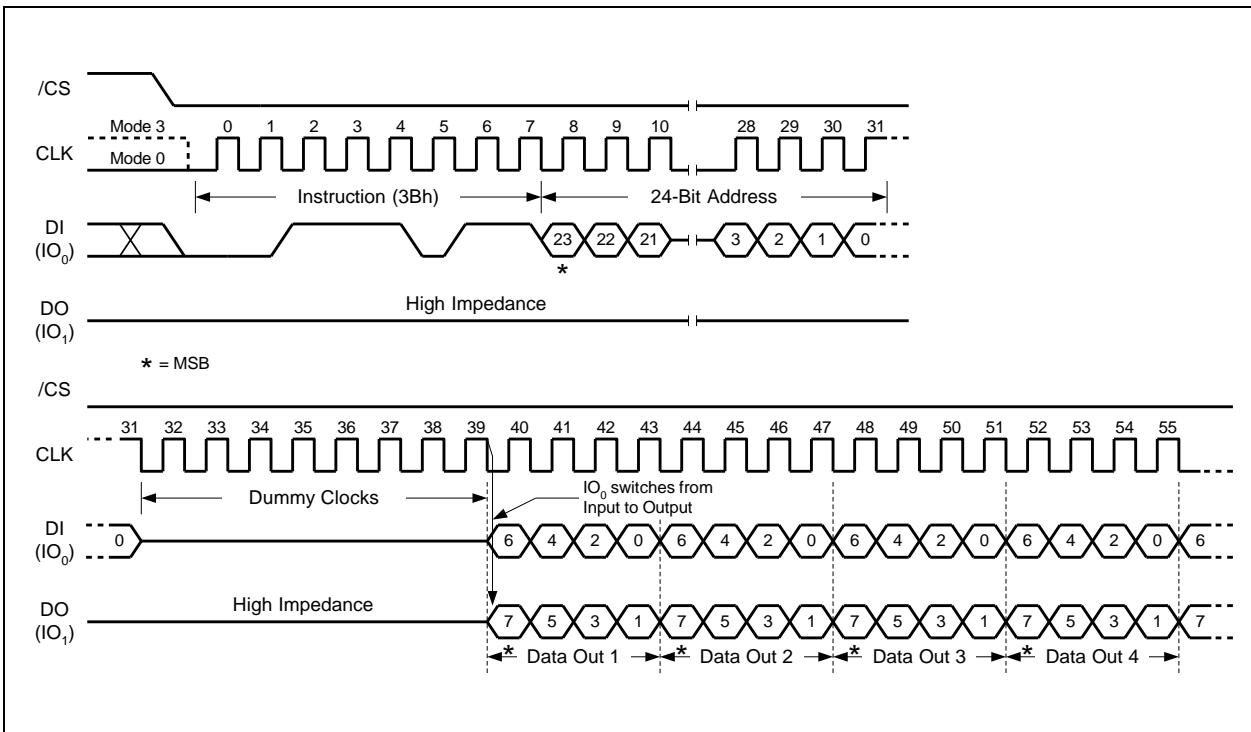 /CS
Mode 3 0 1 2 3 4 5 6 7 8 9 10 28 29 30 31
CLK
Mode 0
Instruction (3Bh) 24-Bit Address
DI
(IO0) 23 22 21 3 2 1 0
*
High Impedance
DO
(IO1)
* = MSB
/CS
31 32 33 34 35 36 37 38 39 40 41 42 43 44 45 46 47 48 49 50 51 52 53 54 55
CLK
Dummy Clocks
IO0 switches from
Input to Output
DI
(IO0) 0 6 4 2 0 6 4 2 0 6 4 2 0 6 4 2 0 6
High Impedance
DO
(IO1) 7 5 3 1 7 5 3 1 7 5 3 1 7 5 3 1 7
* Data Out 1 * Data Out 2 * Data Out 3 * Data Out 4